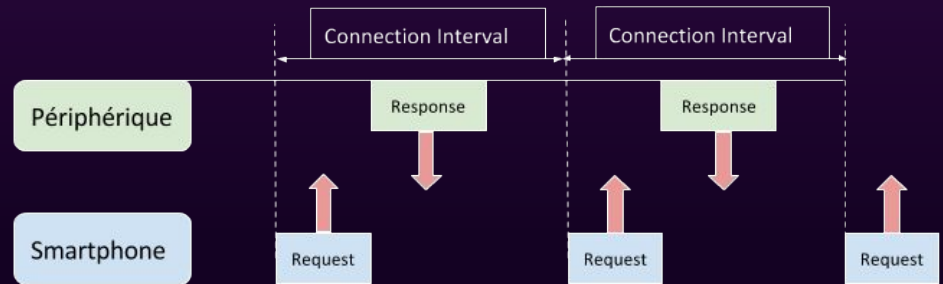 Connection Interval
Connection Interval
Périphérique
Response
Response
Smartphone
Request
Request
Request